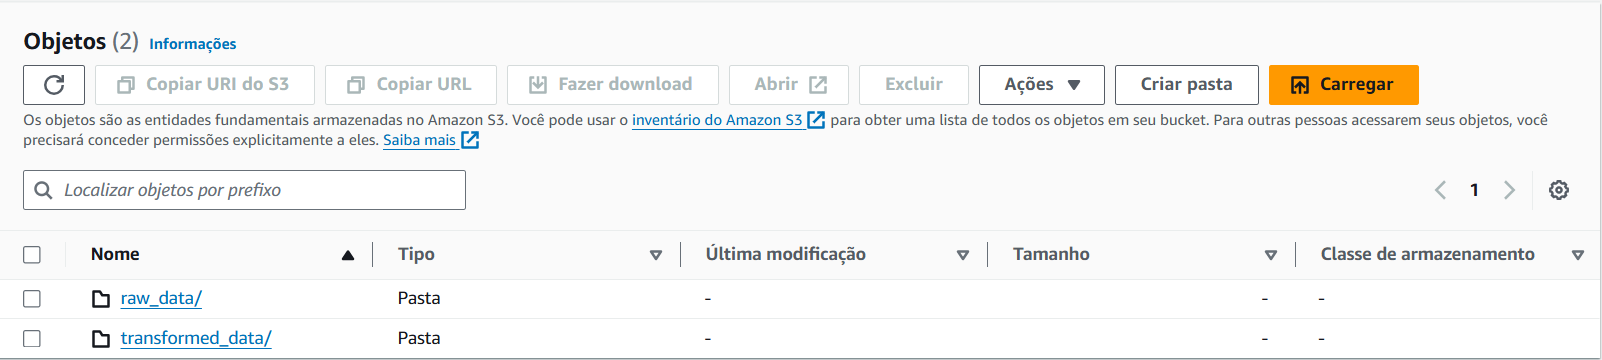 Objetos (2) Informações
Copiar URI do S3 Copiar URL Fazer download Abrir Excluir Ações Criar pasta Carregar
Os objetos são as entidades fundamentais armazenadas no Amazon S3. Você pode usar o inventário do Amazon S3 para obter uma lista de todos os objetos em seu bucket. Para outras pessoas acessarem seus objetos, você
precisará conceder permissões explicitamente a eles. Saiba mais
Localizar objetos por prefixo 1
Nome Tipo Última modificação Tamanho Classe de armazenamento
raw_data/ Pasta - - -
transformed_data/ Pasta - - -